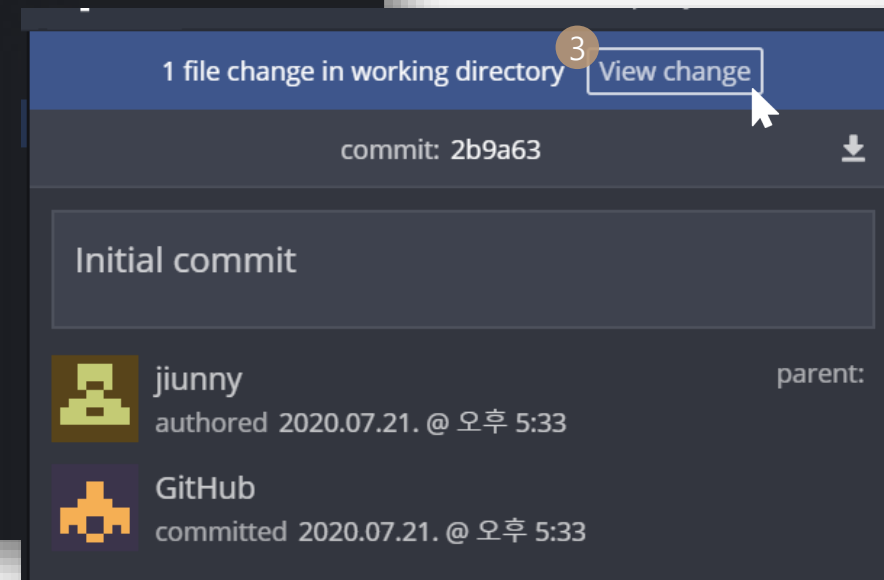 1 file change in working directory
3
View change
commit: 2b9a63
Initial commit
jiunny
parent:
authored 2020.07.21. @ 오후 5:33
GitHub
committed 2020.07.21. @ 오후 5:33